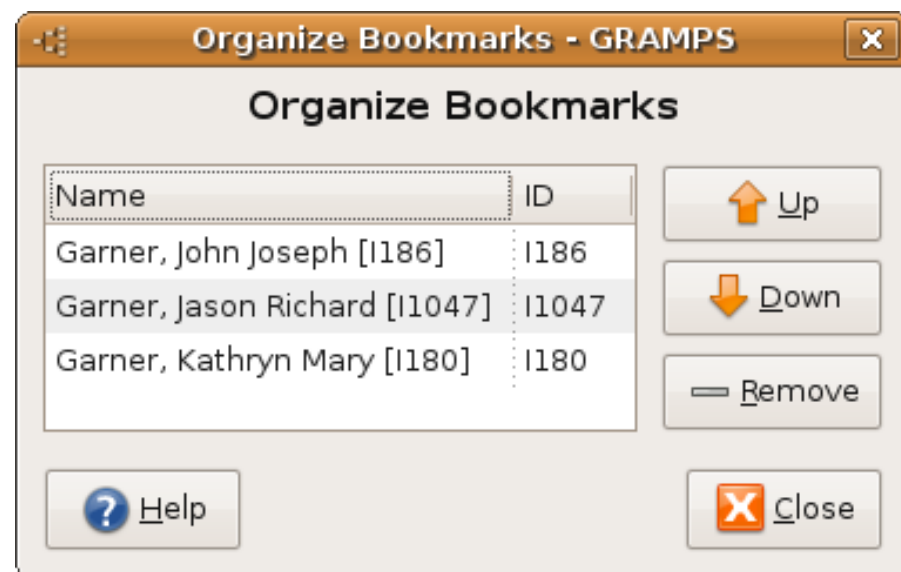 Organize Bookmarks - GRAMPS
Organize Bookmarks
Name ID
Garner, John Joseph [I186] I186
Garner, Jason Richard [I1047] I1047
Garner, Kathryn Mary [I180] I180
Up
Down
Remove
Help
Close